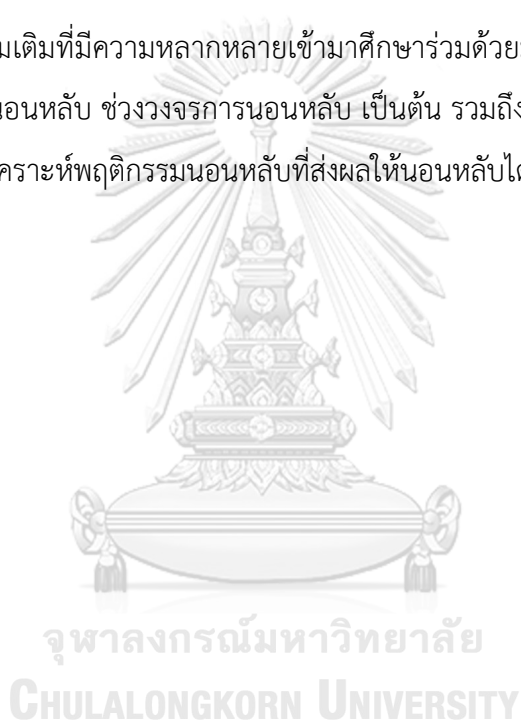 มเติมที่มีความหลากหลายเข้ามาศึกษาร่วมด้วย
นอนหลับ ช่วงวงจรการนอนหลับ เป็นต้น รวมถึง
คราะห์พฤติกรรมนอนหลับที่ส่งผลให้นอนหลับได้
จุฬาลงกรณ์มหาวิทยาลัย
CHULALONGKORN UNIVERSITY